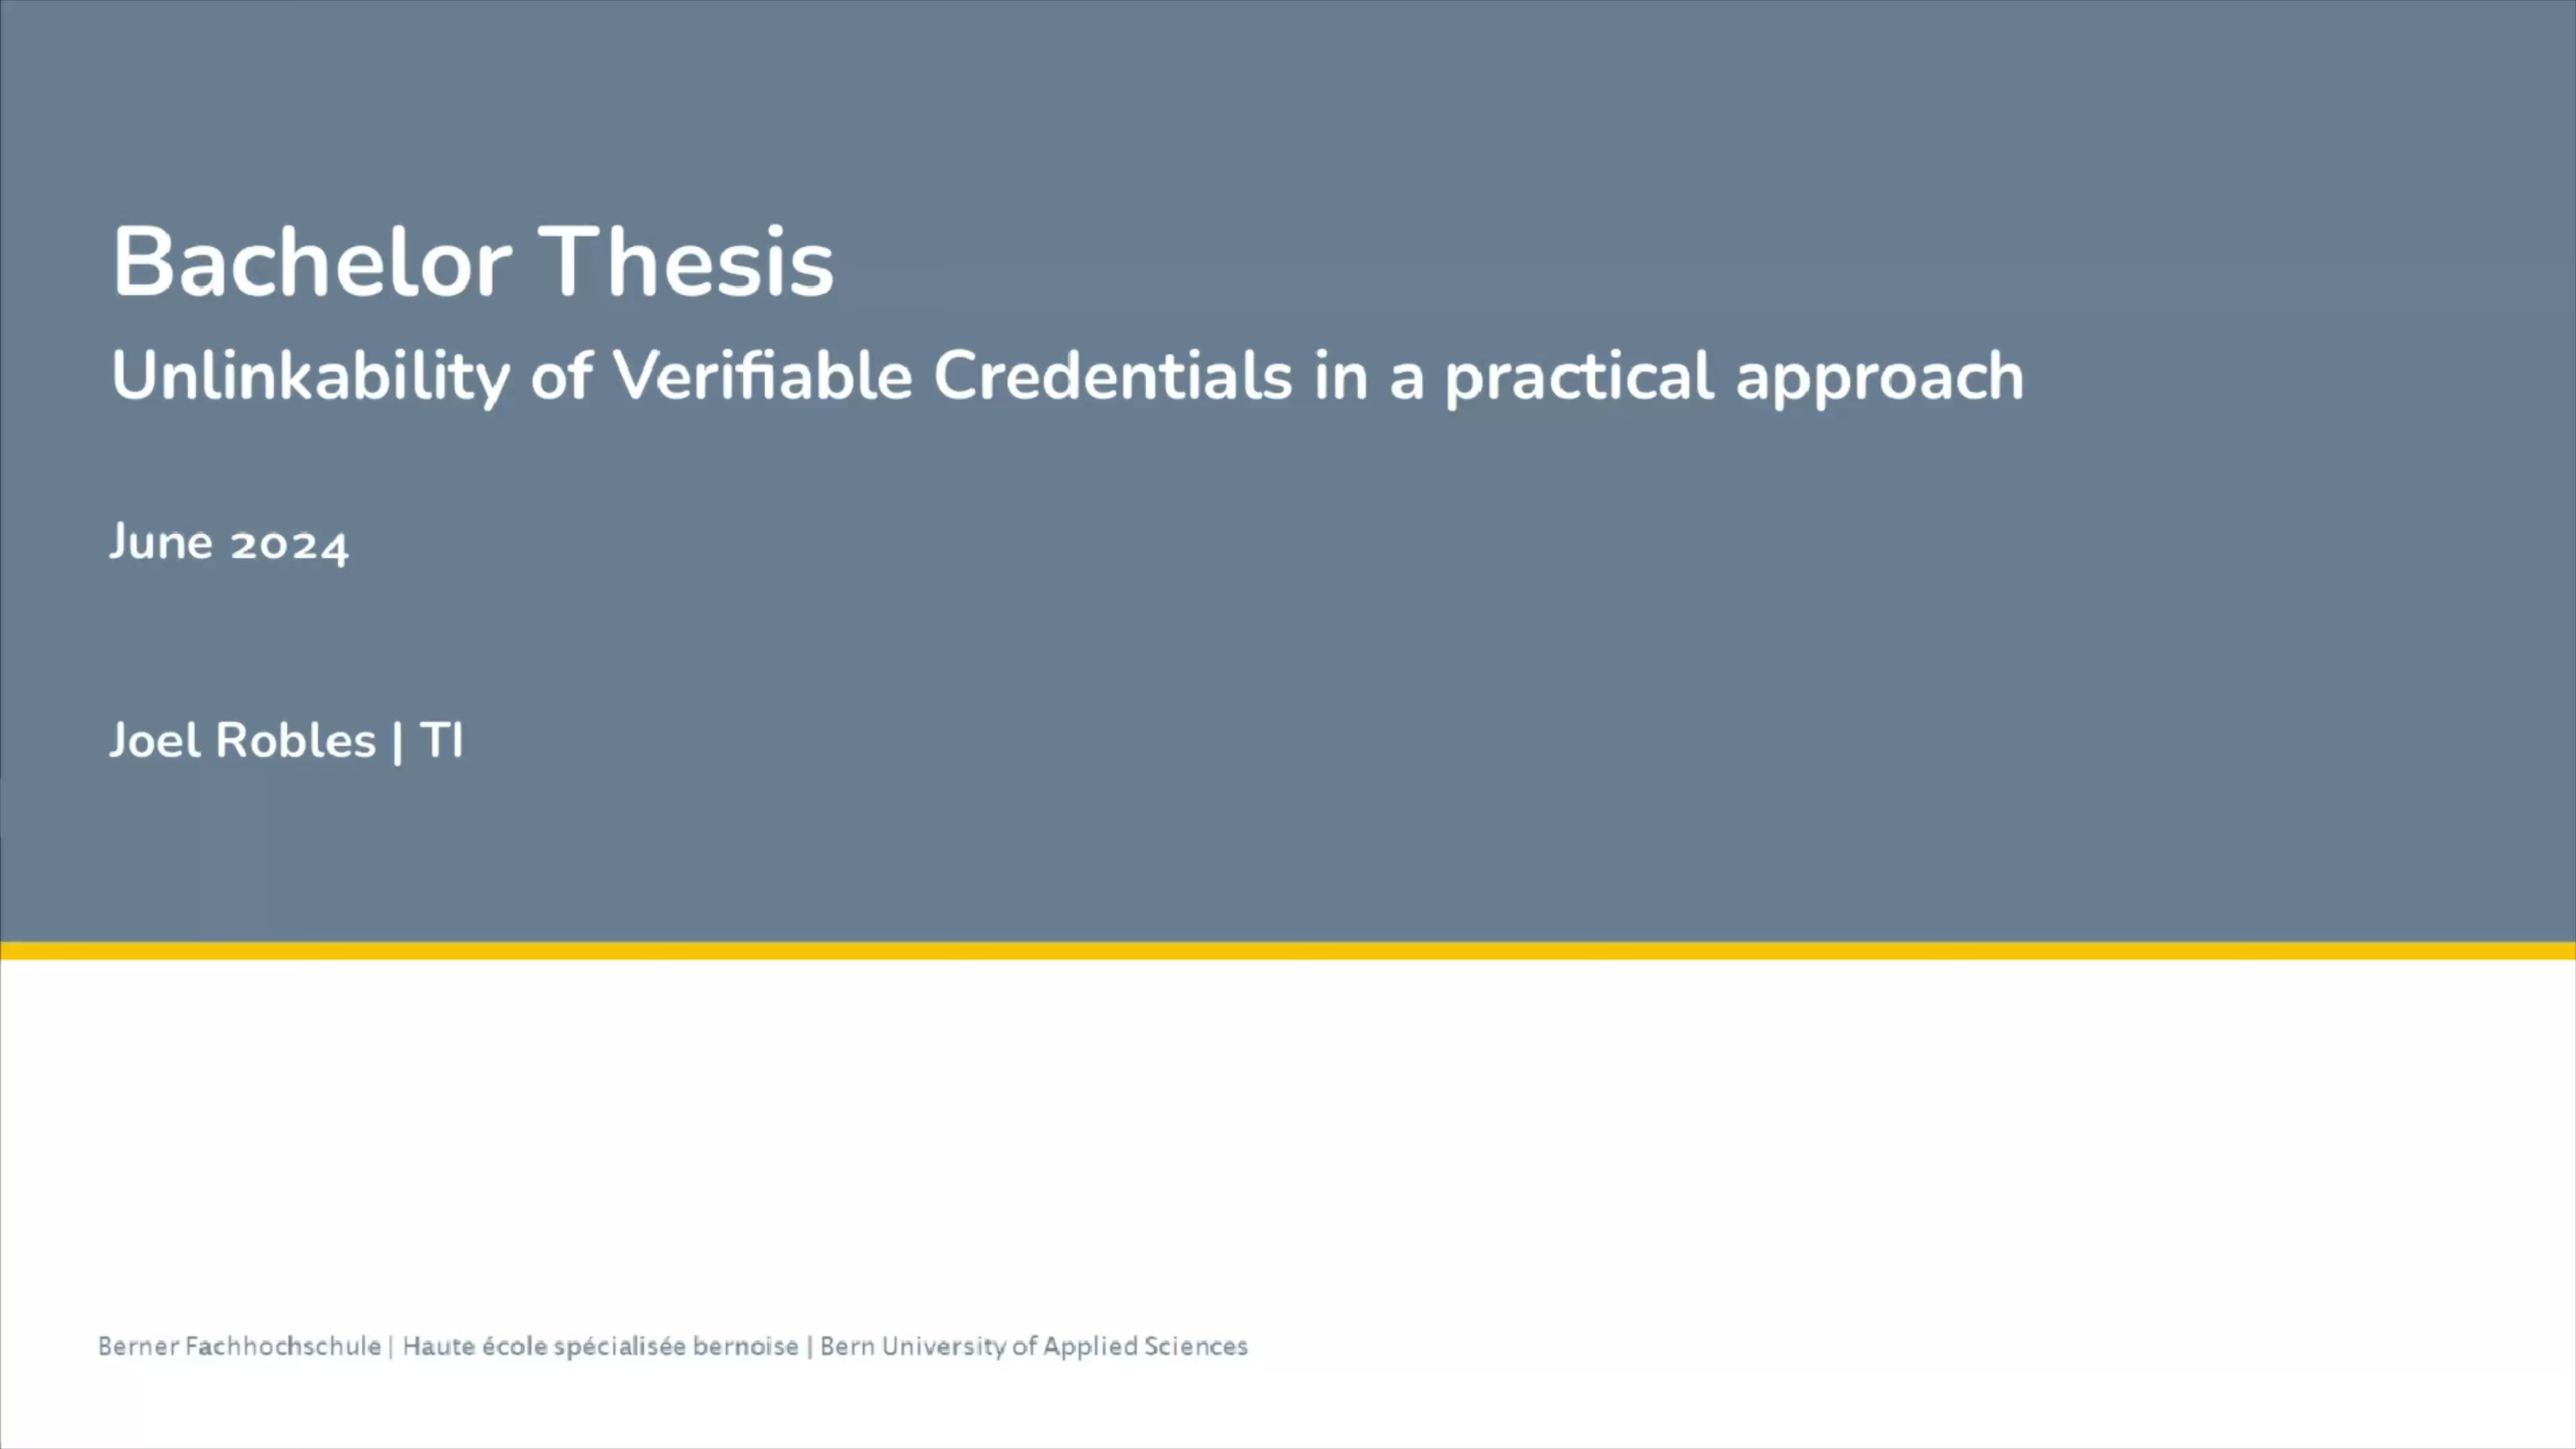 Bachelor Thesis
Unlinkability of Verifiable Credentials in a practical approach
June 2024
Joel Robles | TI
Berner Fachhochschule | Haute école spécialisée bernoise | Bern University of Applied Sciences